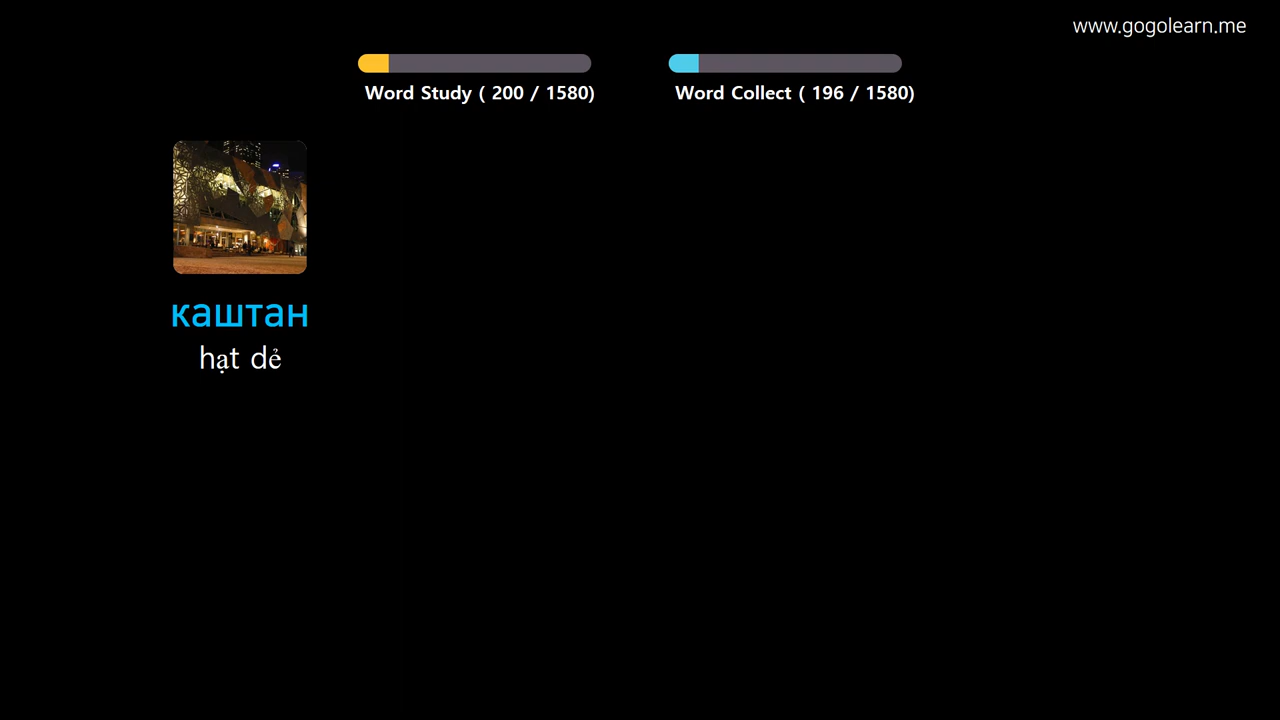 www.gogolearn.me
Word Study ( 200 / 1580)
Word Collect ( 196 / 1580)
каштан
hạt dẻ